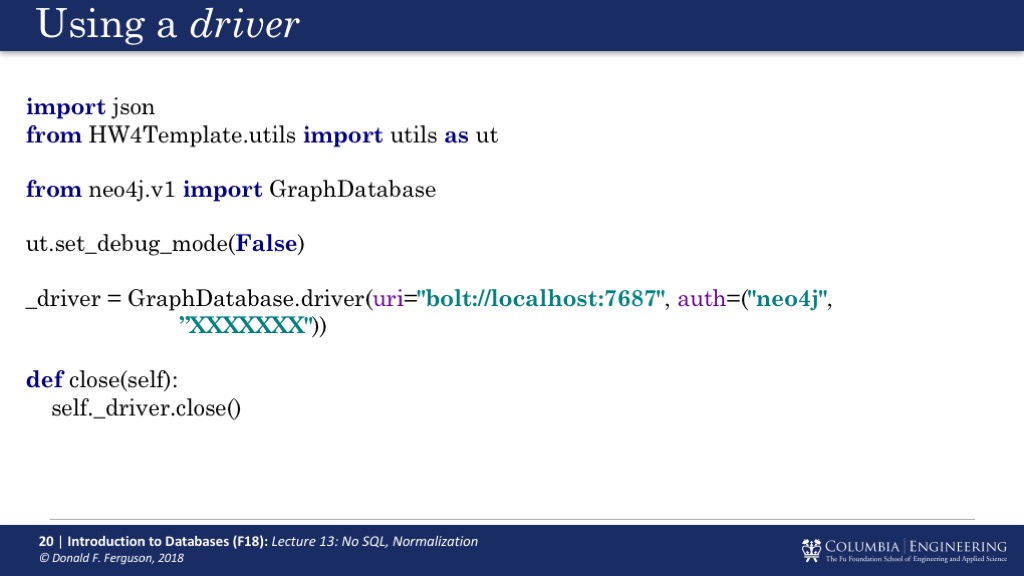 Using a driver
import json
from HW4Template.utils import utils as ut
from neo4j.v1 import GraphDatabase
ut.set_debug_mode(False)
_driver = GraphDatabase.driver(uri="bolt://localhost:7687", auth=("neo4j",
”XXXXXXX"))
def close(self):
self._driver.close()
20 | Introduction to Databases (F18): Lecture 13: No SQL, Normalization
© Donald F. Ferguson, 2018
COLUMBIA | ENGINEERING
The Fu Foundation School of Engineering and Applied Science